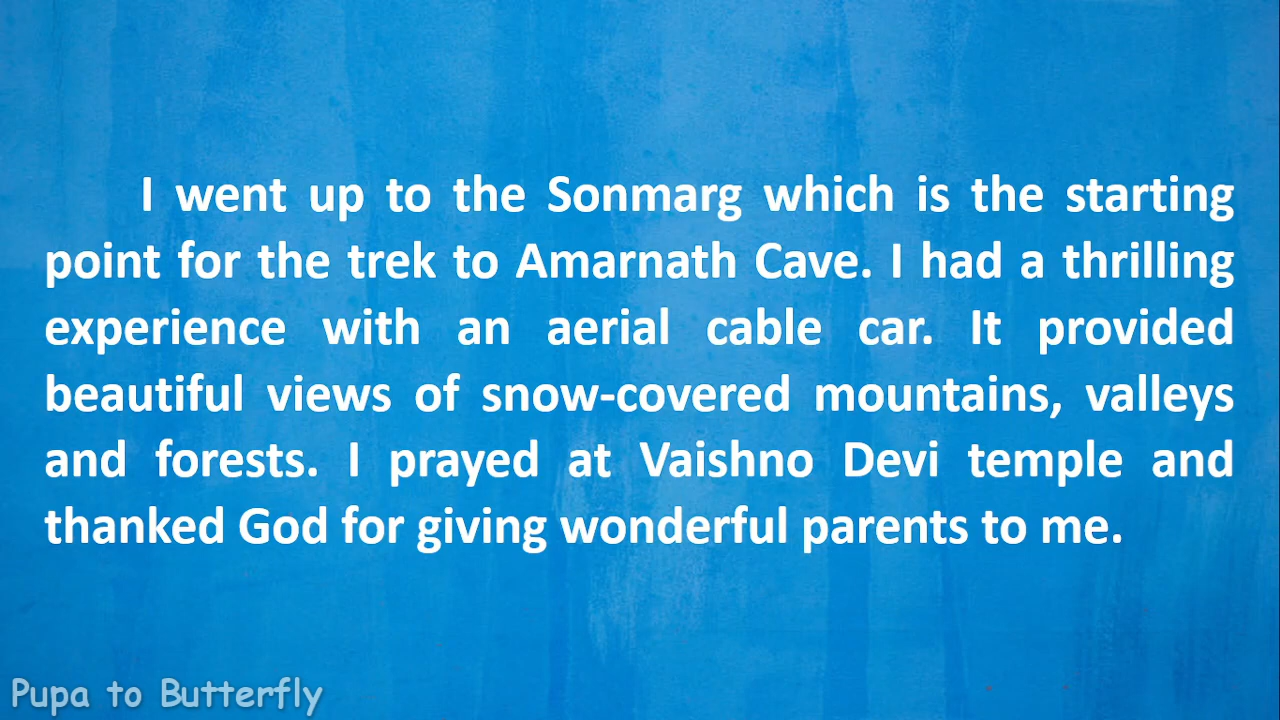 I went up to the Sonmarg which is the starting
point for the trek to Amarnath Cave. I had a thrilling
experience with an aerial cable car. It provided
beautiful views of snow-covered mountains, valleys
and forests. I prayed at Vaishno Devi temple and
thanked God for giving wonderful parents to me.
Pupa to Butterfly